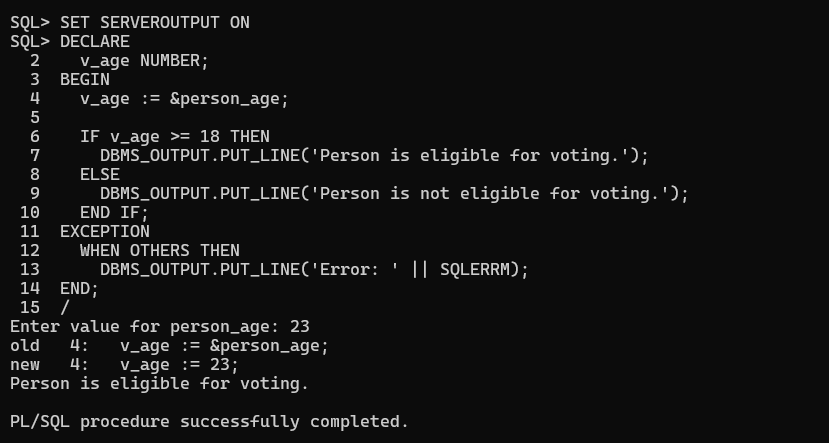 SQL> SET SERVEROUTPUT ON
SQL> DECLARE
  2    v_age NUMBER;
  3  BEGIN
  4    v_age := &person_age;
  5
  6    IF v_age >= 18 THEN
  7      DBMS_OUTPUT.PUT_LINE('Person is eligible for voting.');
  8    ELSE
  9      DBMS_OUTPUT.PUT_LINE('Person is not eligible for voting.');
 10    END IF;
 11  EXCEPTION
 12    WHEN OTHERS THEN
 13      DBMS_OUTPUT.PUT_LINE('Error: ' || SQLERRM);
 14  END;
 15  /
Enter value for person_age: 23
old   4:   v_age := &person_age;
new   4:   v_age := 23;
Person is eligible for voting.

PL/SQL procedure successfully completed.